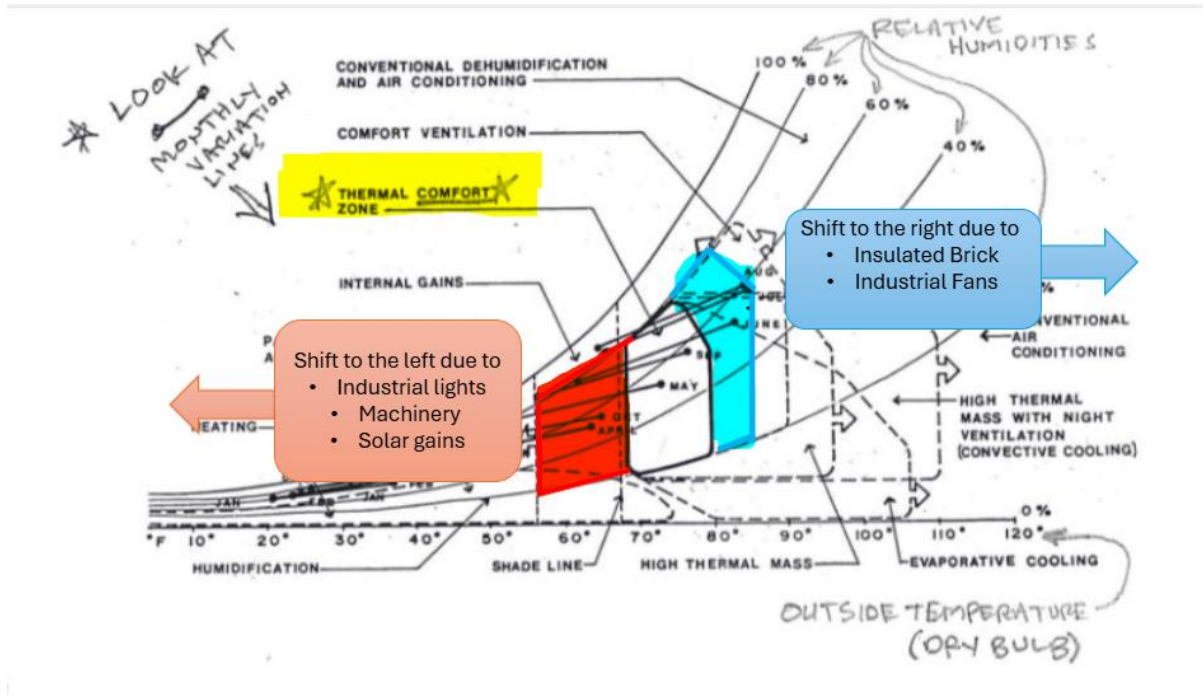 RELATIVE
HUMIDITIES
* LOOK AT
MONTHLY
VARIATION
LINES
CONVENTIONAL DEHUMIDIFICATION
AND AIR CONDITIONING
100%
80%
60%
40%
COMFORT VENTILATION
THERMAL COMFORT
ZONE
Shift to the right due to
• Insulated Brick
• Industrial Fans
INTERNAL GAINS
AUG
JUNE
SEP
MAY
OCT
APRIL
%
AIR
CONDITIONING
Shift to the left due to
• Industrial lights
• Machinery
• Solar gains
HIGH THERMAL
MASS WITH NIGHT
VENTILATION
(CONVECTIVE COOLING)
JAN
FEB
JAN
FEB
0%
°F 10° 20° 30° 40° 50° 60° 70° 80° 90° 100° 110° 120°
HUMIDIFICATION
SHADE LINE
HIGH THERMAL MASS
EVAPORATIVE COOLING
OUTSIDE TEMPERATURE
(DRY BULB)